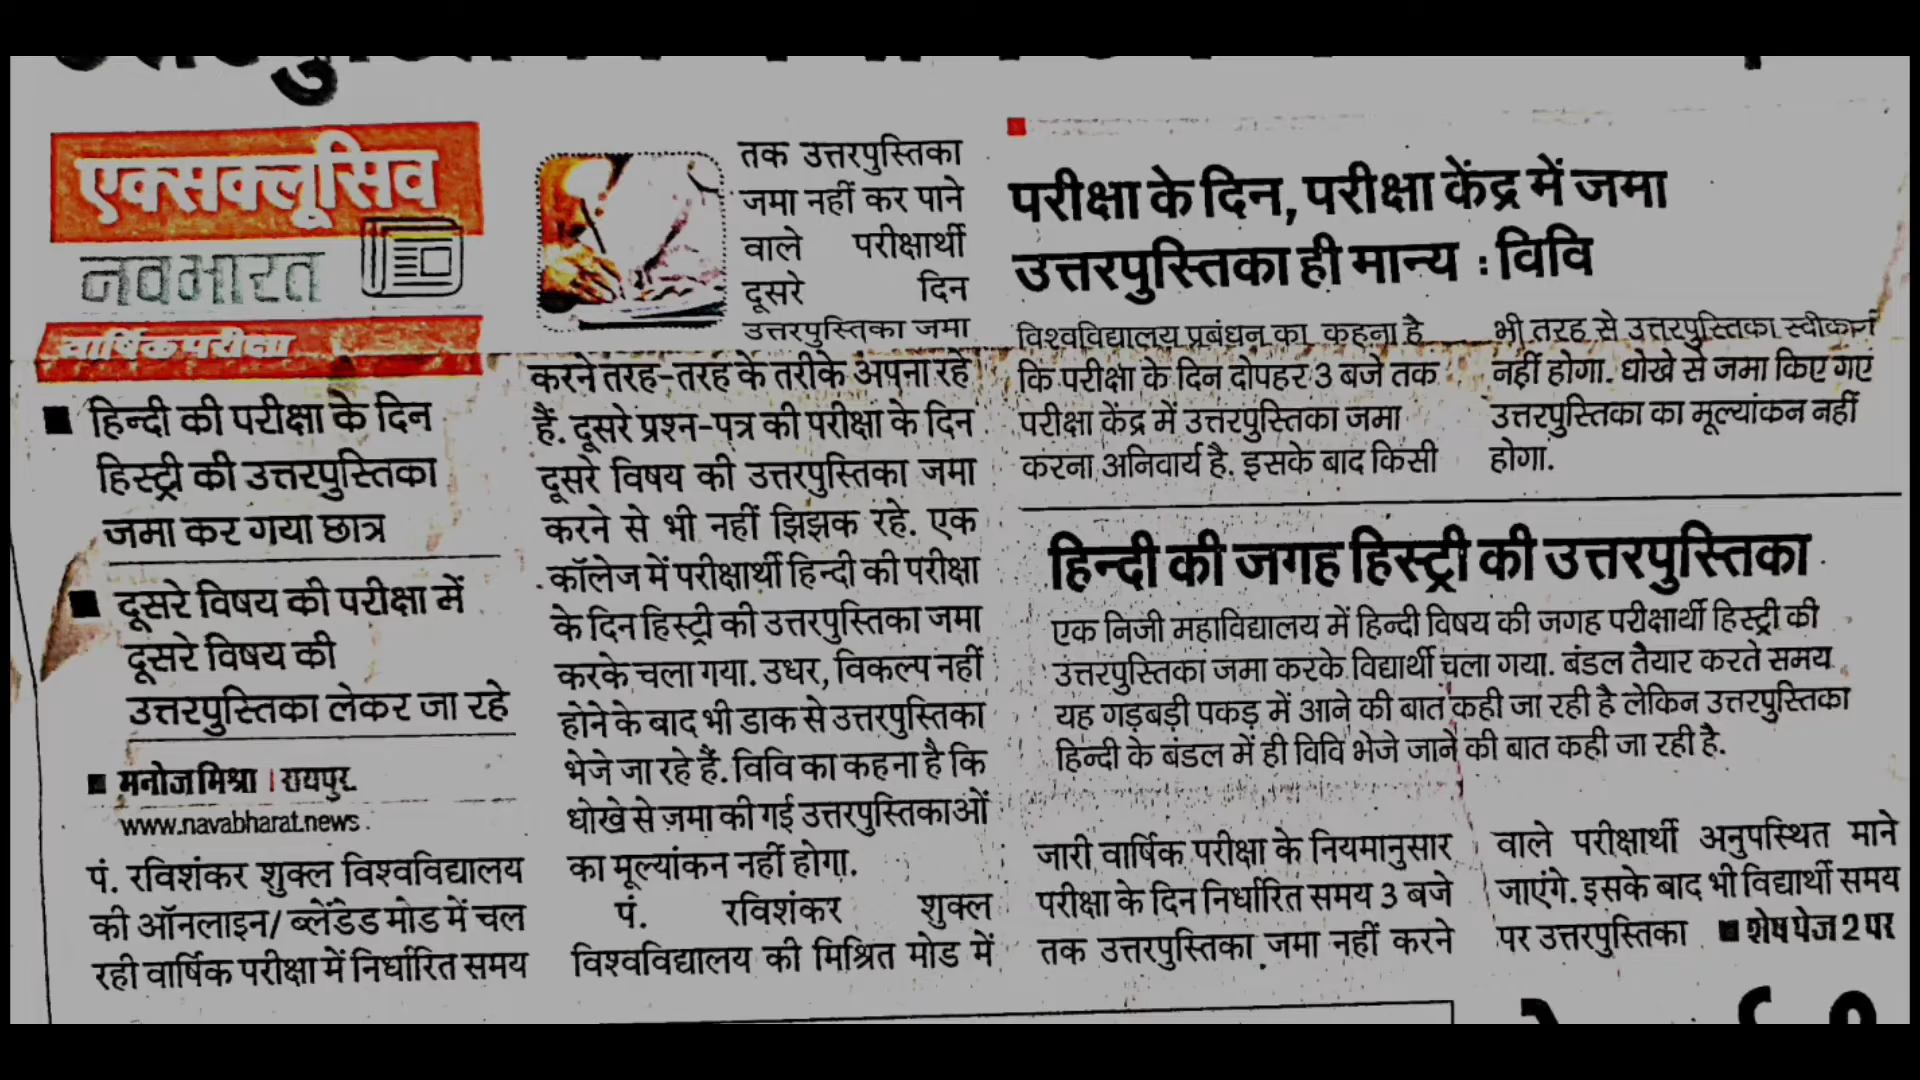 एक्सक्लूसिव
नवभारत
वार्षिक परीक्षा
■ हिन्दी की परीक्षा के दिन
हिस्ट्री की उत्तरपुस्तिका
जमा कर गया छात्र
■ दूसरे विषय की परीक्षा में
दूसरे विषय की
उत्तरपुस्तिका लेकर जा रहे
■ मनोज मिश्रा । रायपुर
www.navabharat.news
पं. रविशंकर शुक्ल विश्वविद्यालय
की ऑनलाइन/ ब्लेंडेड मोड में चल
रही वार्षिक परीक्षा में निर्धारित समय
तक उत्तरपुस्तिका
जमा नहीं कर पाने
वाले परीक्षार्थी
दूसरे दिन
उत्तरपुस्तिका जमा
करने तरह-तरह के तरीके अपना रहे
हैं. दूसरे प्रश्न-पत्र की परीक्षा के दिन
दूसरे विषय की उत्तरपुस्तिका जमा
करने से भी नहीं झिझक रहे. एक
कॉलेज में परीक्षार्थी हिन्दी की परीक्षा
के दिन हिस्ट्री की उत्तरपुस्तिका जमा
करके चला गया. उधर, विकल्प नहीं
होने के बाद भी डाक से उत्तरपुस्तिका
भेजे जा रहे हैं. विवि का कहना है कि
धोखे से जमा की गई उत्तरपुस्तिकाओं
का मूल्यांकन नहीं होगा.
पं. रविशंकर शुक्ल
विश्वविद्यालय की मिश्रित मोड में
परीक्षा के दिन, परीक्षा केंद्र में जमा
उत्तरपुस्तिका ही मान्य : विवि
विश्वविद्यालय प्रबंधन का कहना है
कि परीक्षा के दिन दोपहर 3 बजे तक
परीक्षा केंद्र में उत्तरपुस्तिका जमा
करना अनिवार्य है. इसके बाद किसी
भी तरह से उत्तरपुस्तिका स्वीकार्य
नहीं होगा. धोखे से जमा किए गए
उत्तरपुस्तिका का मूल्यांकन नहीं
होगा.
हिन्दी की जगह हिस्ट्री की उत्तरपुस्तिका
एक निजी महाविद्यालय में हिन्दी विषय की जगह परीक्षार्थी हिस्ट्री की
उत्तरपुस्तिका जमा करके विद्यार्थी चला गया. बंडल तैयार करते समय
यह गड़बड़ी पकड़ में आने की बात कही जा रही है लेकिन उत्तरपुस्तिका
हिन्दी के बंडल में ही विवि भेजे जाने की बात कही जा रही है.
जारी वार्षिक परीक्षा के नियमानुसार
परीक्षा के दिन निर्धारित समय 3 बजे
तक उत्तरपुस्तिका जमा नहीं करने
वाले परीक्षार्थी अनुपस्थित माने
जाएंगे. इसके बाद भी विद्यार्थी समय
पर उत्तरपुस्तिका ■ शेष पेज 2 पर